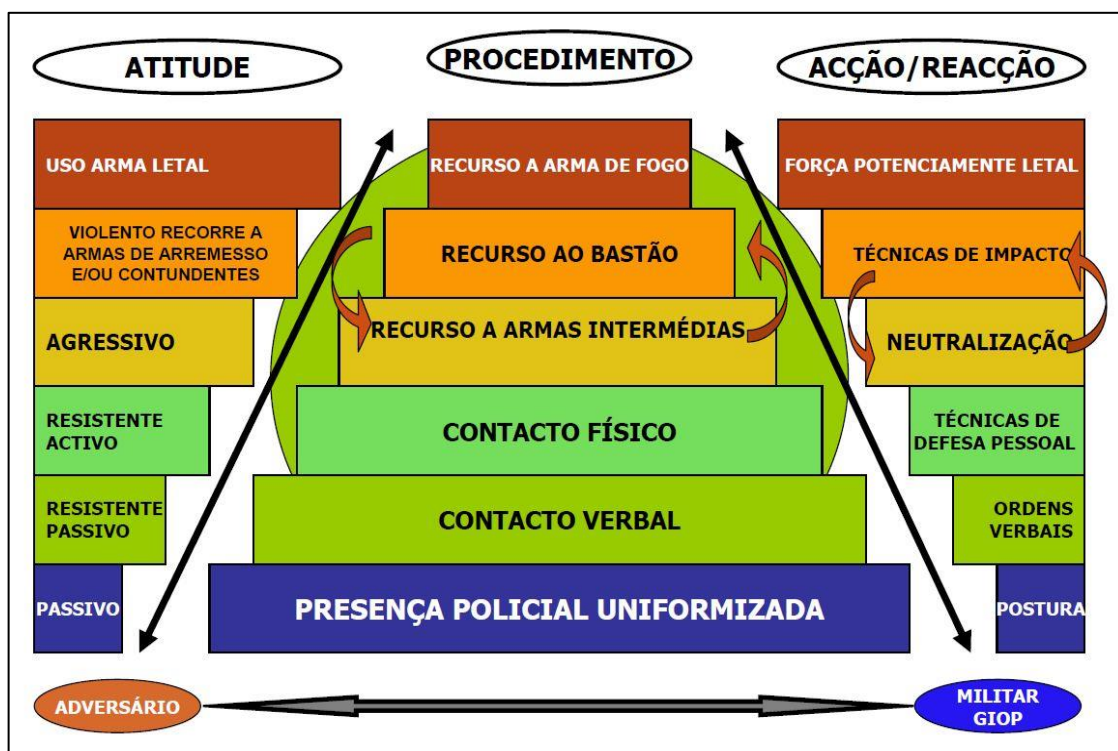 ATITUDE
PROCEDIMENTO
ACÇÃO/REACÇÃO
USO ARMA LETAL
RECURSO A ARMA DE FOGO
FORÇA POTENCIAMENTE LETAL
VIOLENTO RECORRE A
ARMAS DE ARREMESSO
E/OU CONTUNDENTES
RECURSO AO BASTÃO
TÉCNICAS DE IMPACTO
AGRESSIVO
RECURSO A ARMAS INTERMÉDIAS
NEUTRALIZAÇÃO
RESISTENTE
ACTIVO
CONTACTO FÍSICO
TÉCNICAS DE
DEFESA PESSOAL
RESISTENTE
PASSIVO
CONTACTO VERBAL
ORDENS
VERBAIS
PASSIVO
PRESENÇA POLICIAL UNIFORMIZADA
POSTURA
ADVERSÁRIO
MILITAR
GIOP